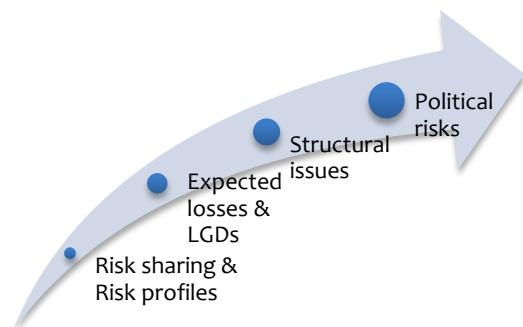 Political
risks
Structural
issues
Expected
losses &
LGDs
Risk sharing &
Risk profiles